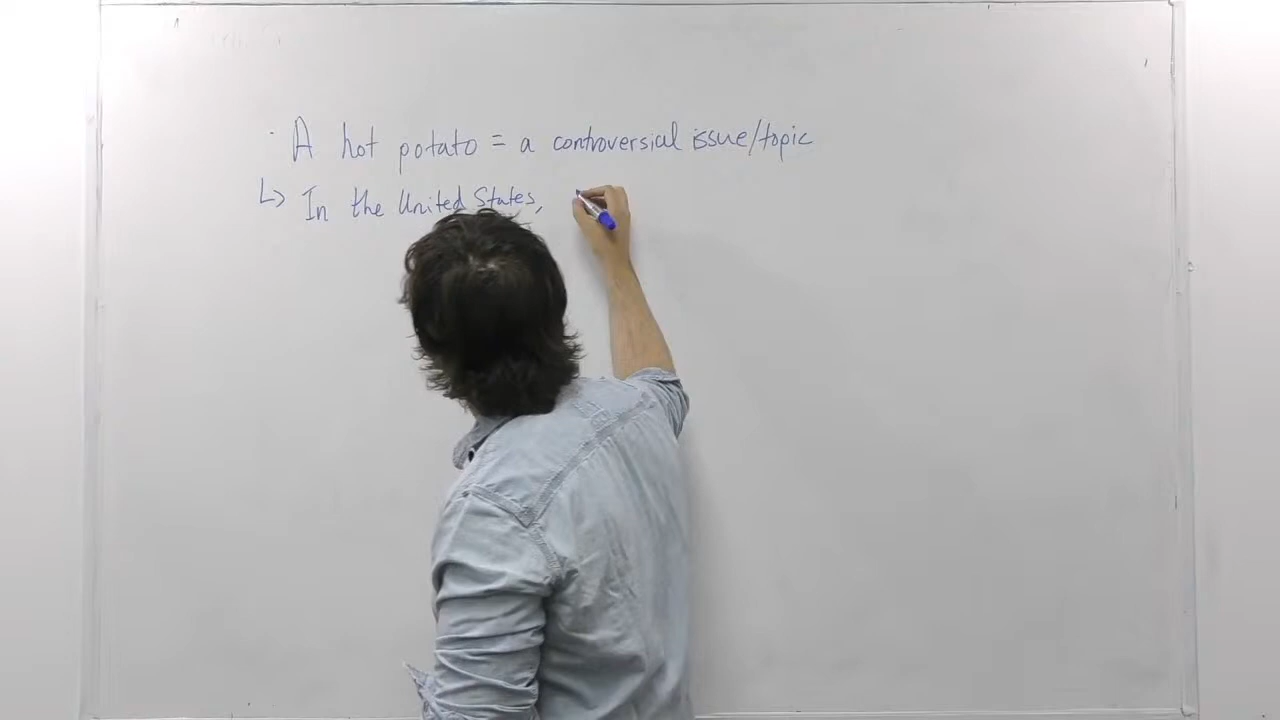 A hot potato = a controversial issue/topic
↳ In the United States,